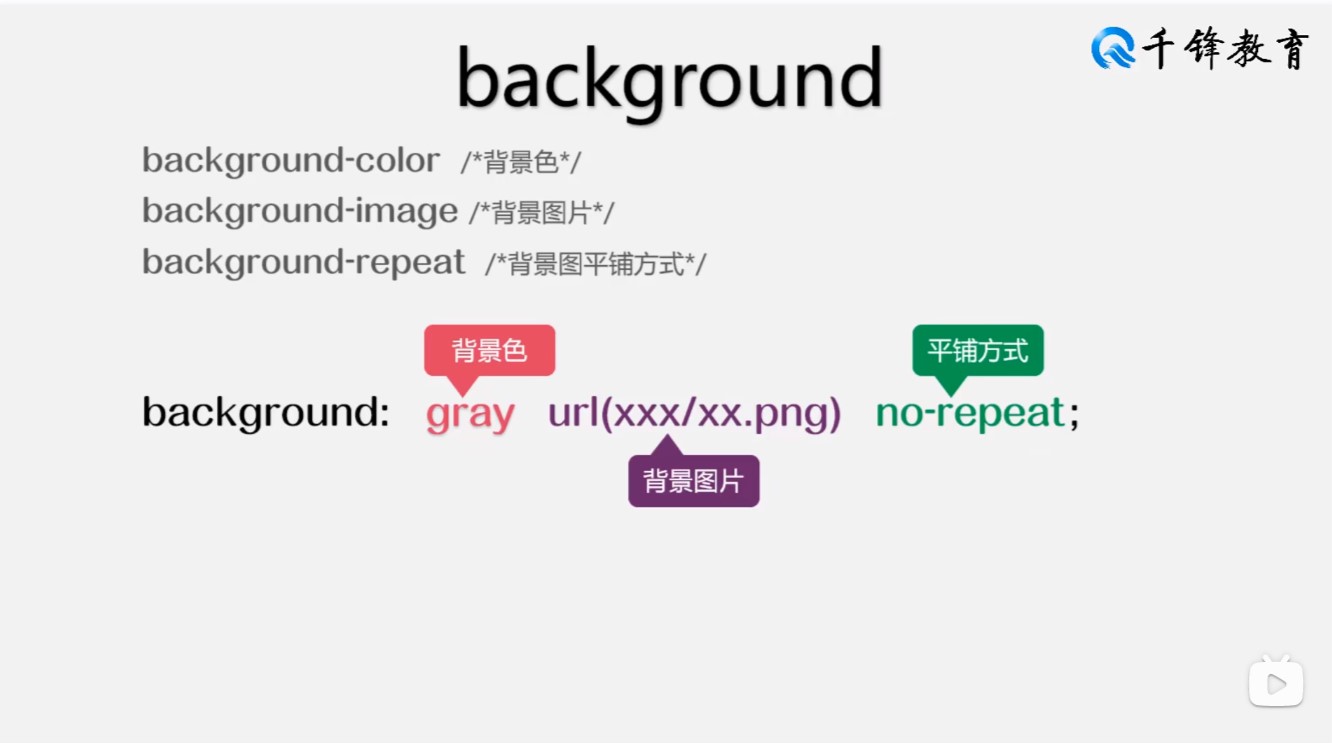 千锋教育
background
background-color /*背景色*/
background-image /*背景图片*/
background-repeat /*背景图平铺方式*/
背景色 平铺方式
background: gray url(xxx/xx.png) no-repeat;
背景图片